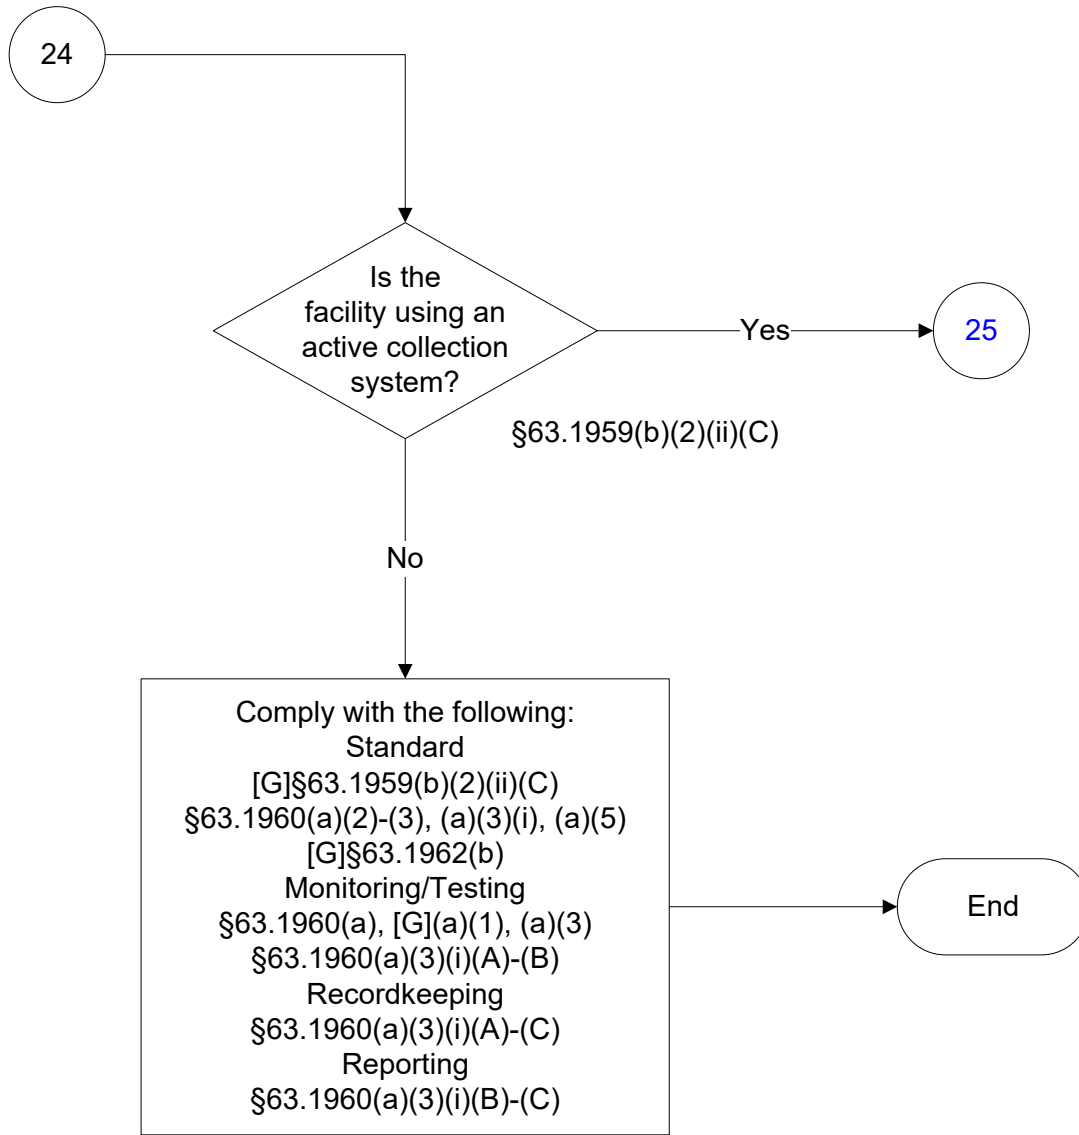 24
Is the
facility using an
active collection
system?
Yes
25
§63.1959(b)(2)(ii)(C)
No
Comply with the following:
Standard
[G]§63.1959(b)(2)(ii)(C)
§63.1960(a)(2)-(3), (a)(3)(i), (a)(5)
[G]§63.1962(b)
Monitoring/Testing
§63.1960(a), [G](a)(1), (a)(3)
§63.1960(a)(3)(i)(A)-(B)
Recordkeeping
§63.1960(a)(3)(i)(A)-(C)
Reporting
§63.1960(a)(3)(i)(B)-(C)
End